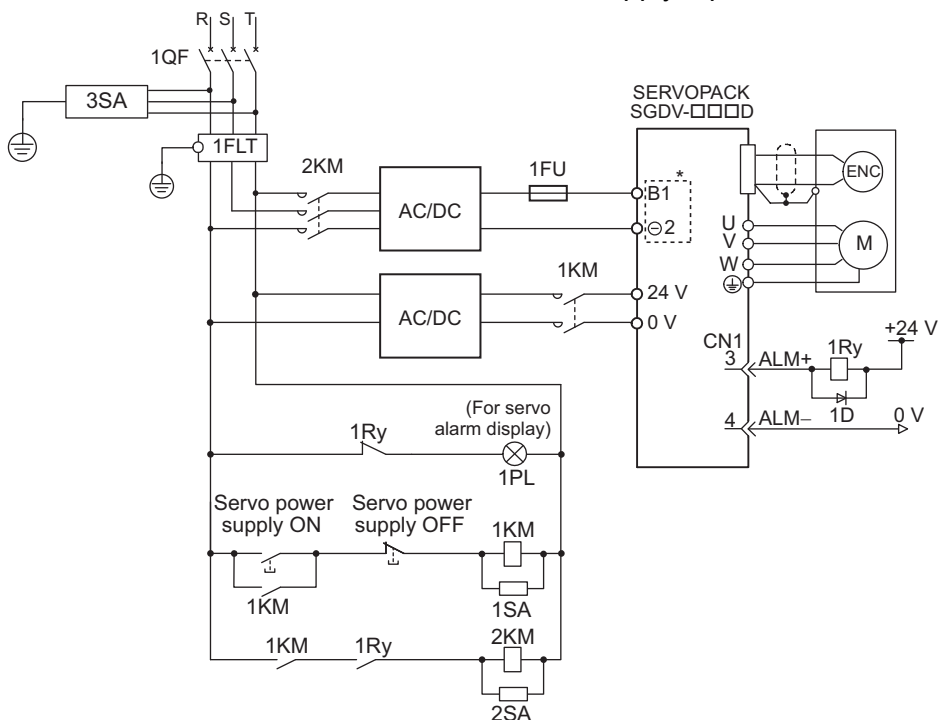 R S T
1QF
3SA
1FLT
2KM
AC/DC
1FU
SERVOPACK
SGDV-□□□D
*
B1
⊖2
ENC
U
V
W
M
AC/DC
1KM
24 V
0 V
CN1
3
ALM+
1Ry
+24 V
1D
4
ALM−
0 V
(For servo
alarm display)
1Ry
1PL
Servo power
supply ON
Servo power
supply OFF
1KM
1KM
1SA
1KM
1Ry
2KM
2SA